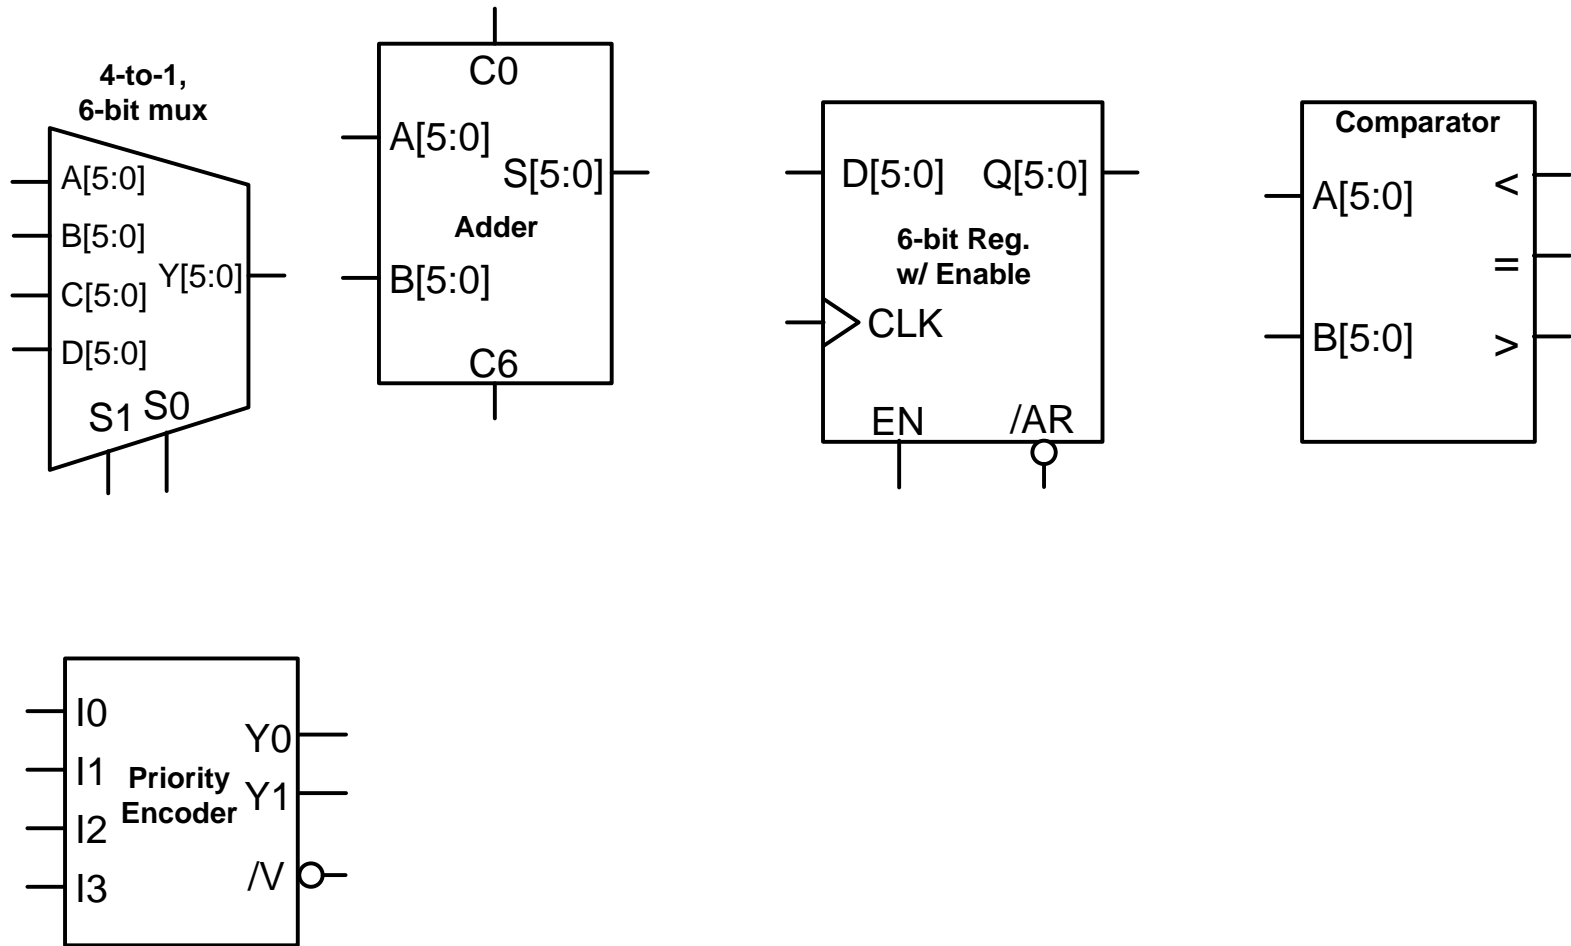 4-to-1,
6-bit mux
A[5:0]
B[5:0]
C[5:0]
D[5:0]
Y[5:0]
S1
S0
C0
A[5:0]
S[5:0]
Adder
B[5:0]
C6
D[5:0]
Q[5:0]
6-bit Reg.
w/ Enable
CLK
EN
/AR
Comparator
A[5:0]
<
=
B[5:0]
>
I0
I1
I2
I3
Priority
Encoder
Y0
Y1
/V